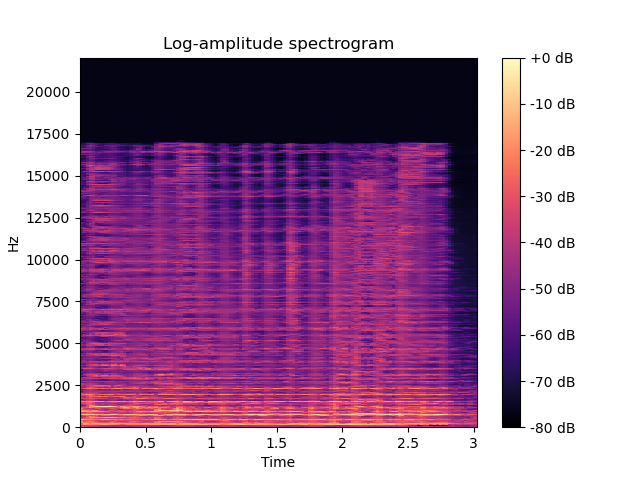 Log-amplitude spectrogram
+0 dB
20000
-10 dB
17500
-20 dB
15000
-30 dB
12500
Hz
-40 dB
10000
-50 dB
7500
-60 dB
5000
2500
-70 dB
0
-80 dB
0 0.5 1 1.5 2 2.5 3
Time